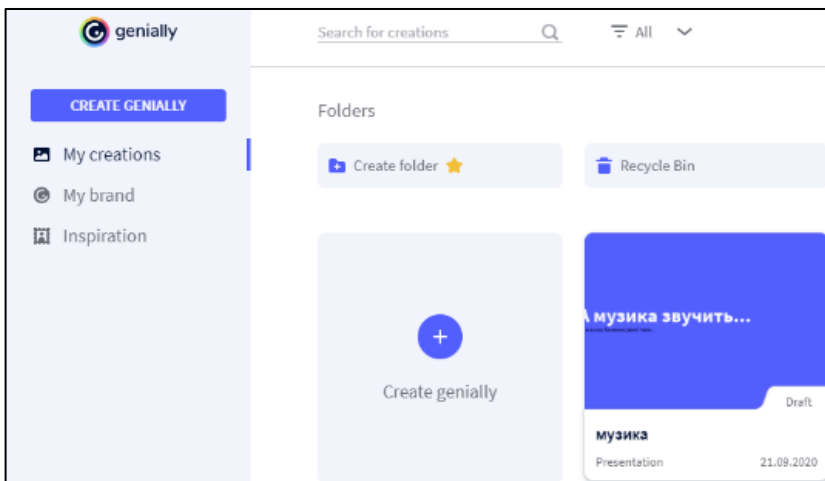 genially
Search for creations
All
CREATE GENIALLY
My creations
My brand
Inspiration
Folders
Create folder
Recycle Bin
Create genially
А музика звучить...
Draft
музика
Presentation 21.09.2020